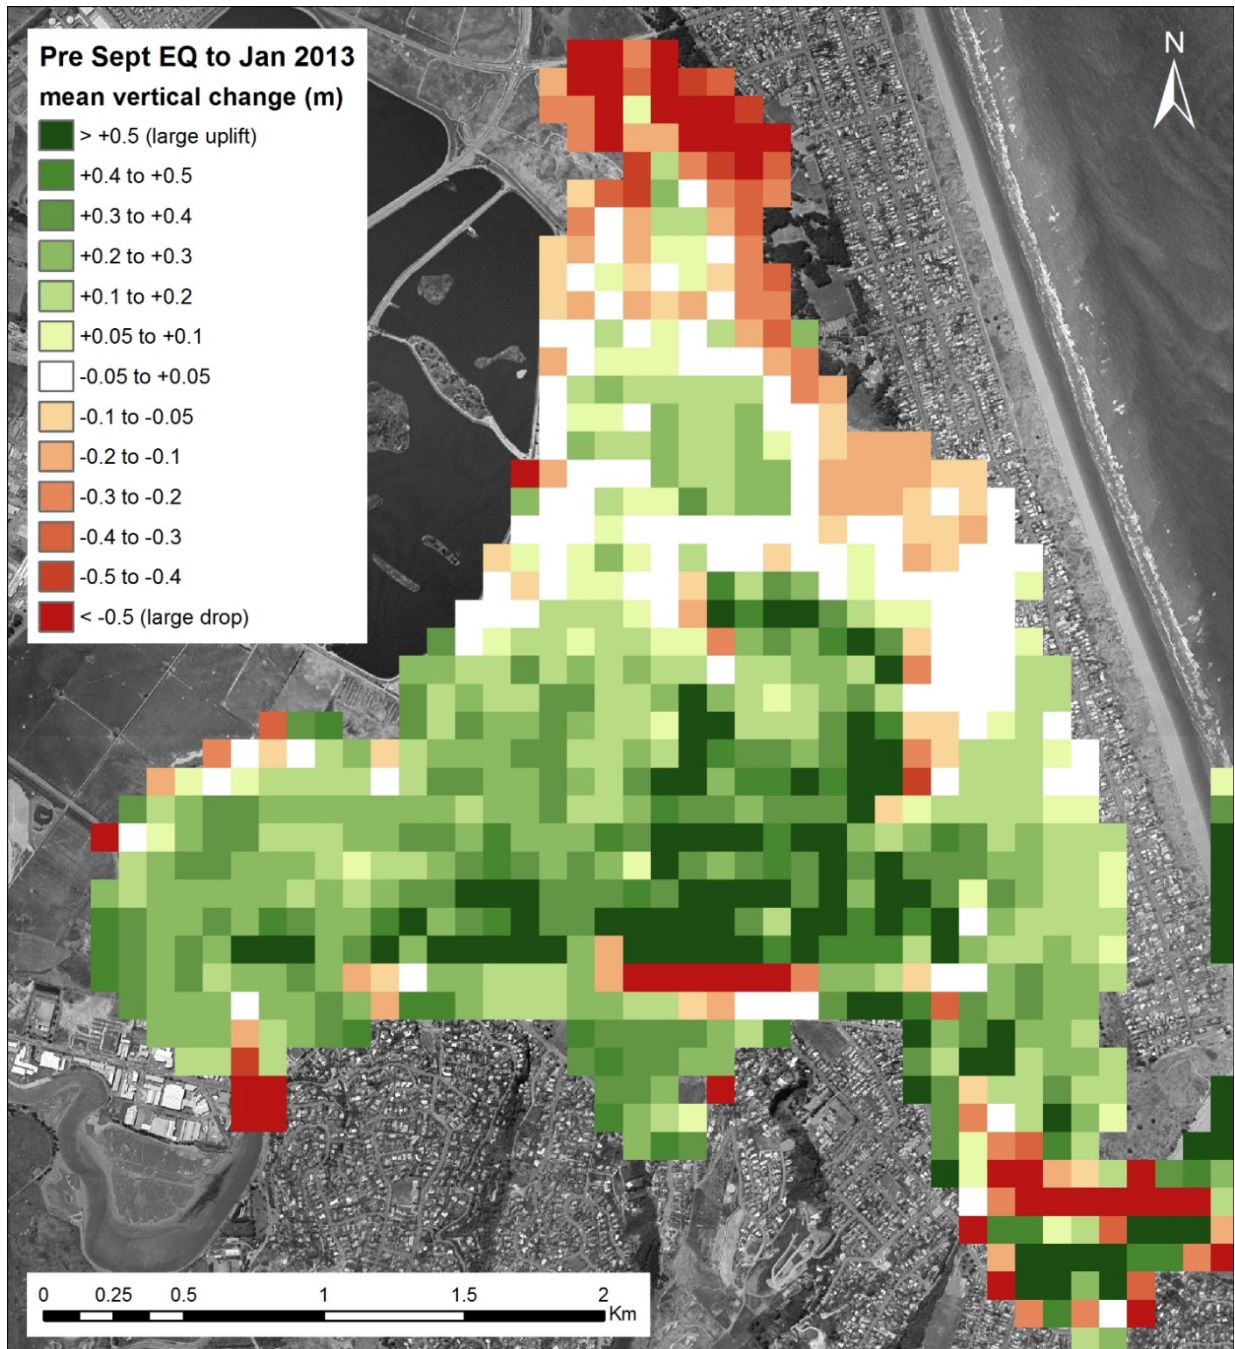 Pre Sept EQ to Jan 2013
mean vertical change (m)
> +0.5 (large uplift)
+0.4 to +0.5
+0.3 to +0.4
+0.2 to +0.3
+0.1 to +0.2
+0.05 to +0.1
-0.05 to +0.05
-0.1 to -0.05
-0.2 to -0.1
-0.3 to -0.2
-0.4 to -0.3
-0.5 to -0.4
< -0.5 (large drop)
N
0 0.25 0.5 1 1.5 2
Km